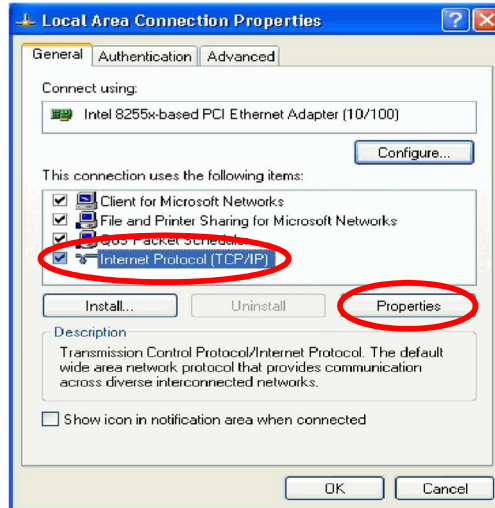 Local Area Connection Properties
General Authentication Advanced
Connect using:
Intel 8255x-based PCI Ethernet Adapter (10/100)
Configure...
This connection uses the following items:
Client for Microsoft Networks
File and Printer Sharing for Microsoft Networks
QoS Packet Scheduler
Internet Protocol (TCP/IP)
Install... Uninstall Properties
Description
Transmission Control Protocol/Internet Protocol. The default
wide area network protocol that provides communication
across diverse interconnected networks.
Show icon in notification area when connected
OK Cancel